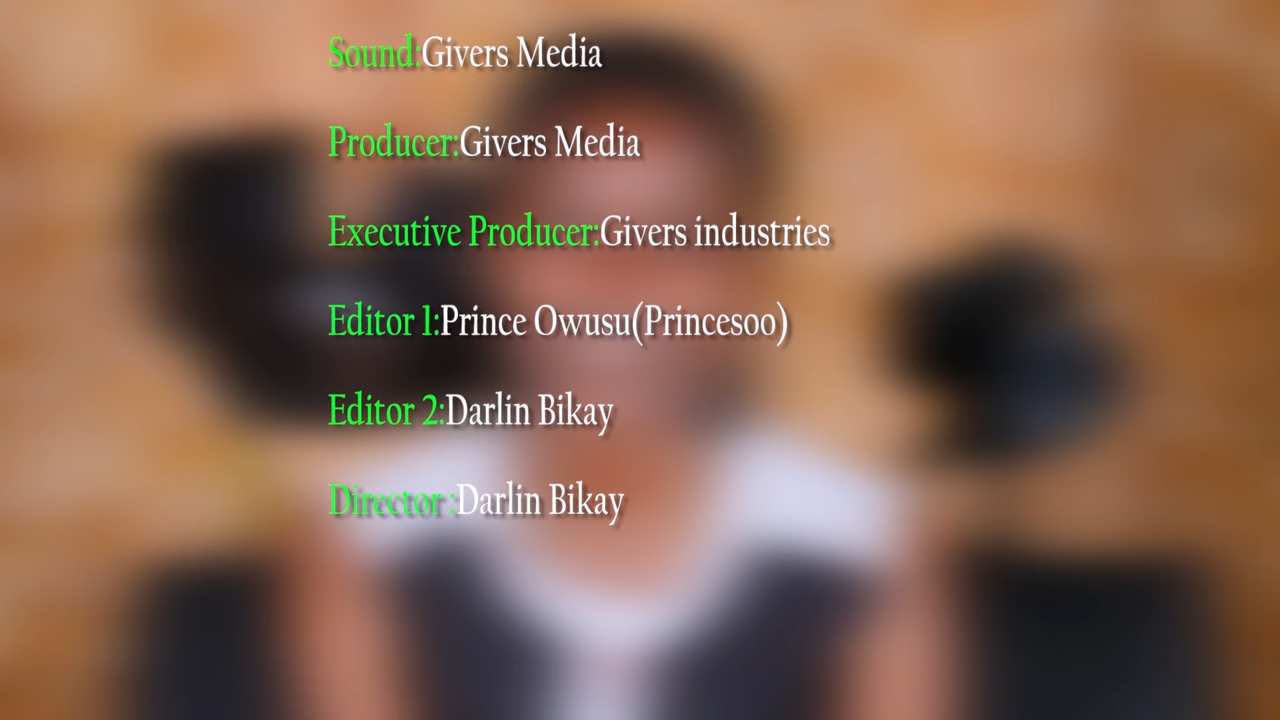 Sound:Givers Media
Producer:Givers Media
Executive Producer:Givers industries
Editor 1:Prince Owusu(Princesoo)
Editor 2:Darlin Bikay
Director :Darlin Bikay